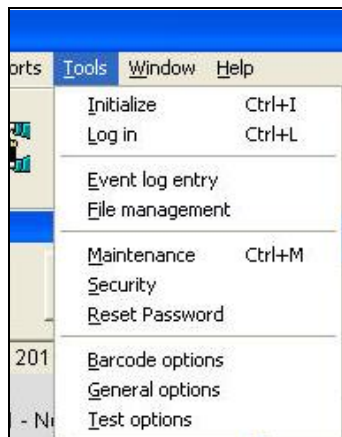 orts Tools Window Help
Initialize Ctrl+I
Log in Ctrl+L
Event log entry
File management
Maintenance Ctrl+M
Security
Reset Password
201
Barcode options
General options
- N
Test options